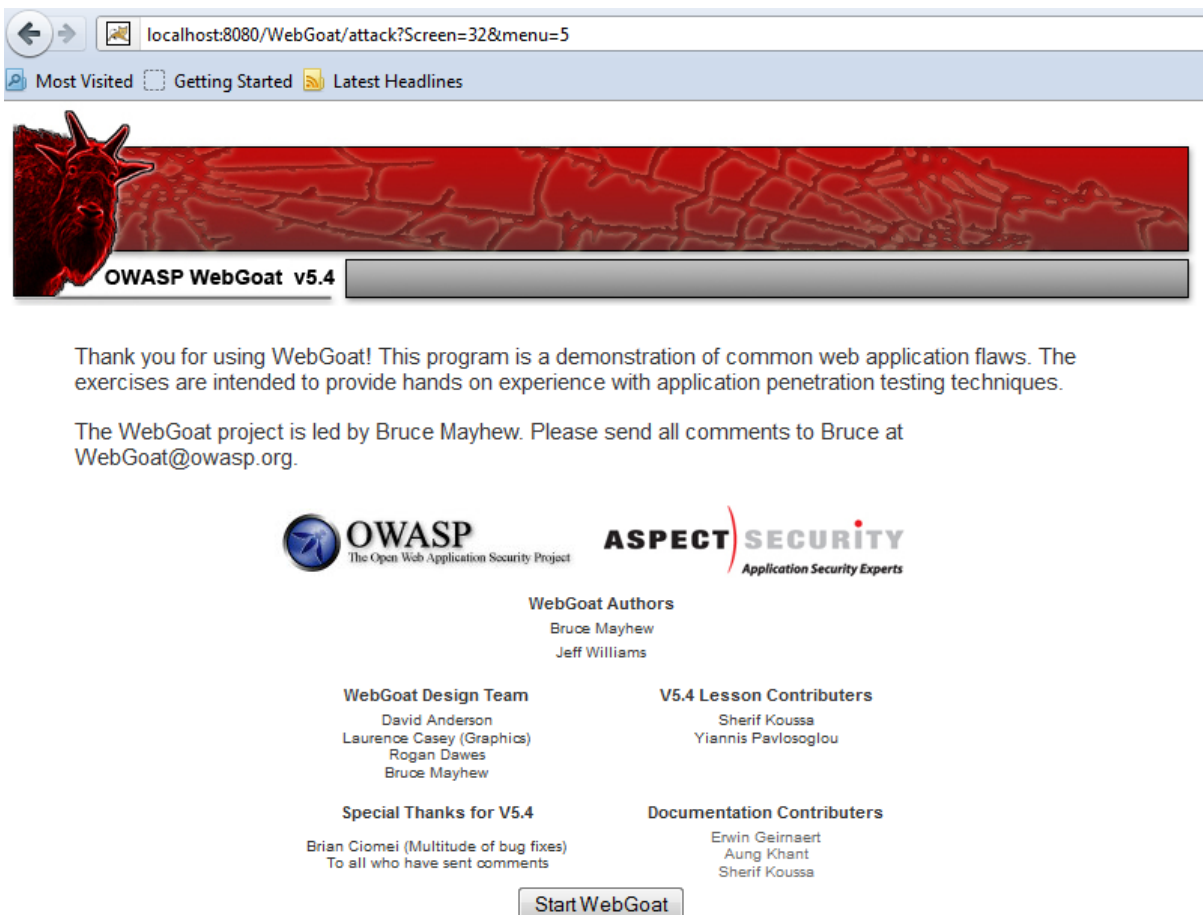 localhost:8080/WebGoat/attack?Screen=32&menu=5
Most Visited Getting Started Latest Headlines
OWASP WebGoat v5.4
Thank you for using WebGoat! This program is a demonstration of common web application flaws. The
exercises are intended to provide hands on experience with application penetration testing techniques.
The WebGoat project is led by Bruce Mayhew. Please send all comments to Bruce at
WebGoat@owasp.org.
OWASP
The Open Web Application Security Project
ASPECT SECURITY
Application Security Experts
WebGoat Authors
Bruce Mayhew
Jeff Williams
WebGoat Design Team
David Anderson
Laurence Casey (Graphics)
Rogan Dawes
Bruce Mayhew
V5.4 Lesson Contributers
Sherif Koussa
Yiannis Pavlosoglou
Special Thanks for V5.4
Brian Ciomei (Multitude of bug fixes)
To all who have sent comments
Documentation Contributers
Erwin Geirnaert
Aung Khant
Sherif Koussa
Start WebGoat